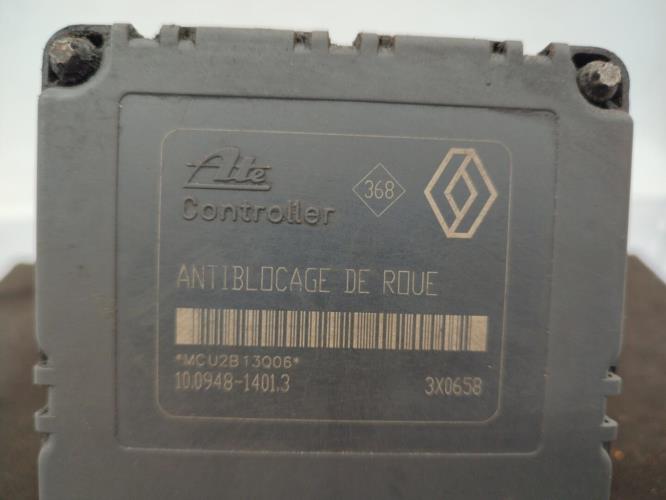 Ate
Controller
368
ANTIBLOCAGE DE ROUE
*MCU2B13Q06*
10.0948-1401.3 3X0658